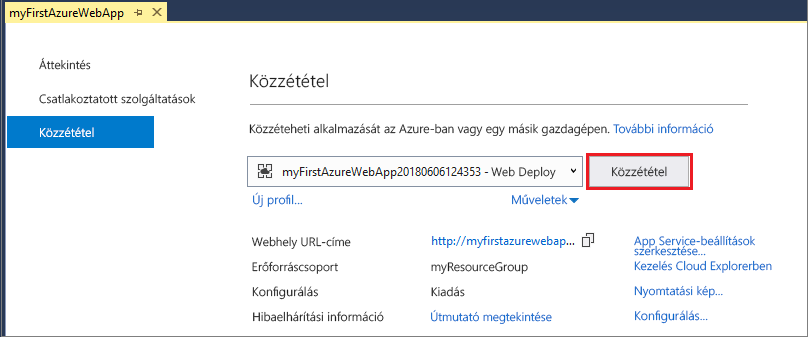 myFirstAzureWebApp
Áttekintés
Csatlakoztatott szolgáltatások
Közzététel
Közzététel
Közzéteheti alkalmazását az Azure-ban vagy egy másik gazdagépen. További információ
myFirstAzureWebApp20180606124353 - Web Deploy
Közzététel
Új profil...
Műveletek
Webhely URL-címe
http://myfirstazurewebap...
App Service-beállítások
szerkesztése...
Erőforráscsoport
myResourceGroup
Kezelés Cloud Explorerben
Konfigurálás
Kiadás
Nyomtatási kép...
Hibaelhárítási információ
Útmutató megtekintése
Konfigurálás...